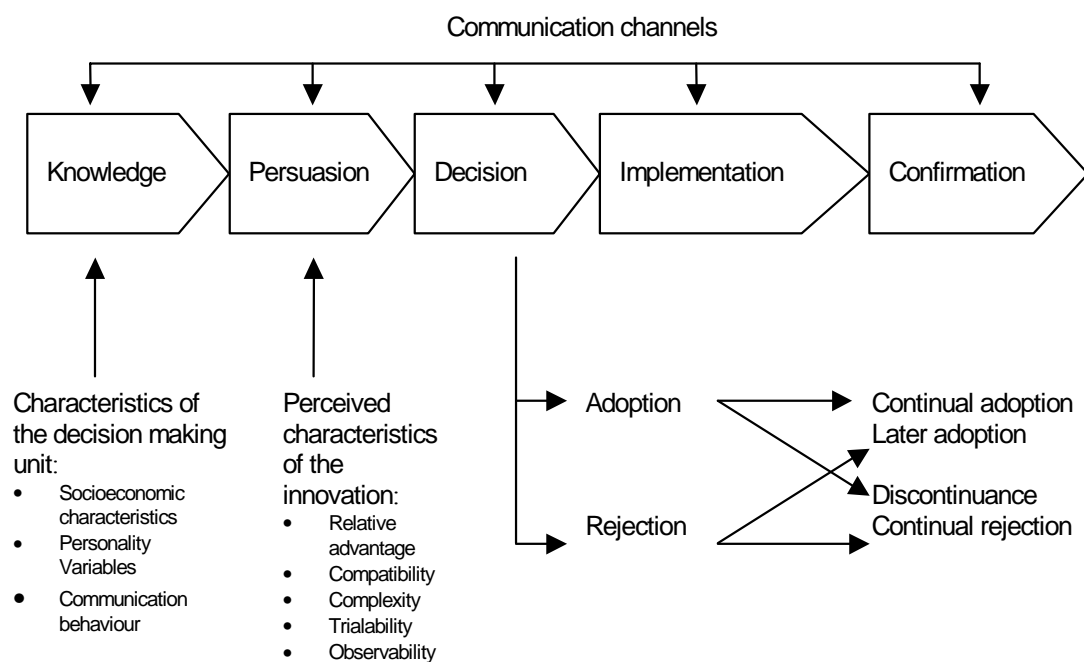 Communication channels
Knowledge
Persuasion
Decision
Implementation
Confirmation
Characteristics of
the decision making
unit:
• Socioeconomic
characteristics
• Personality
Variables
• Communication
behaviour
Perceived
characteristics
of the
innovation:
• Relative
advantage
• Compatibility
• Complexity
• Trialability
• Observability
Adoption
Rejection
Continual adoption
Later adoption
Discontinuance
Continual rejection